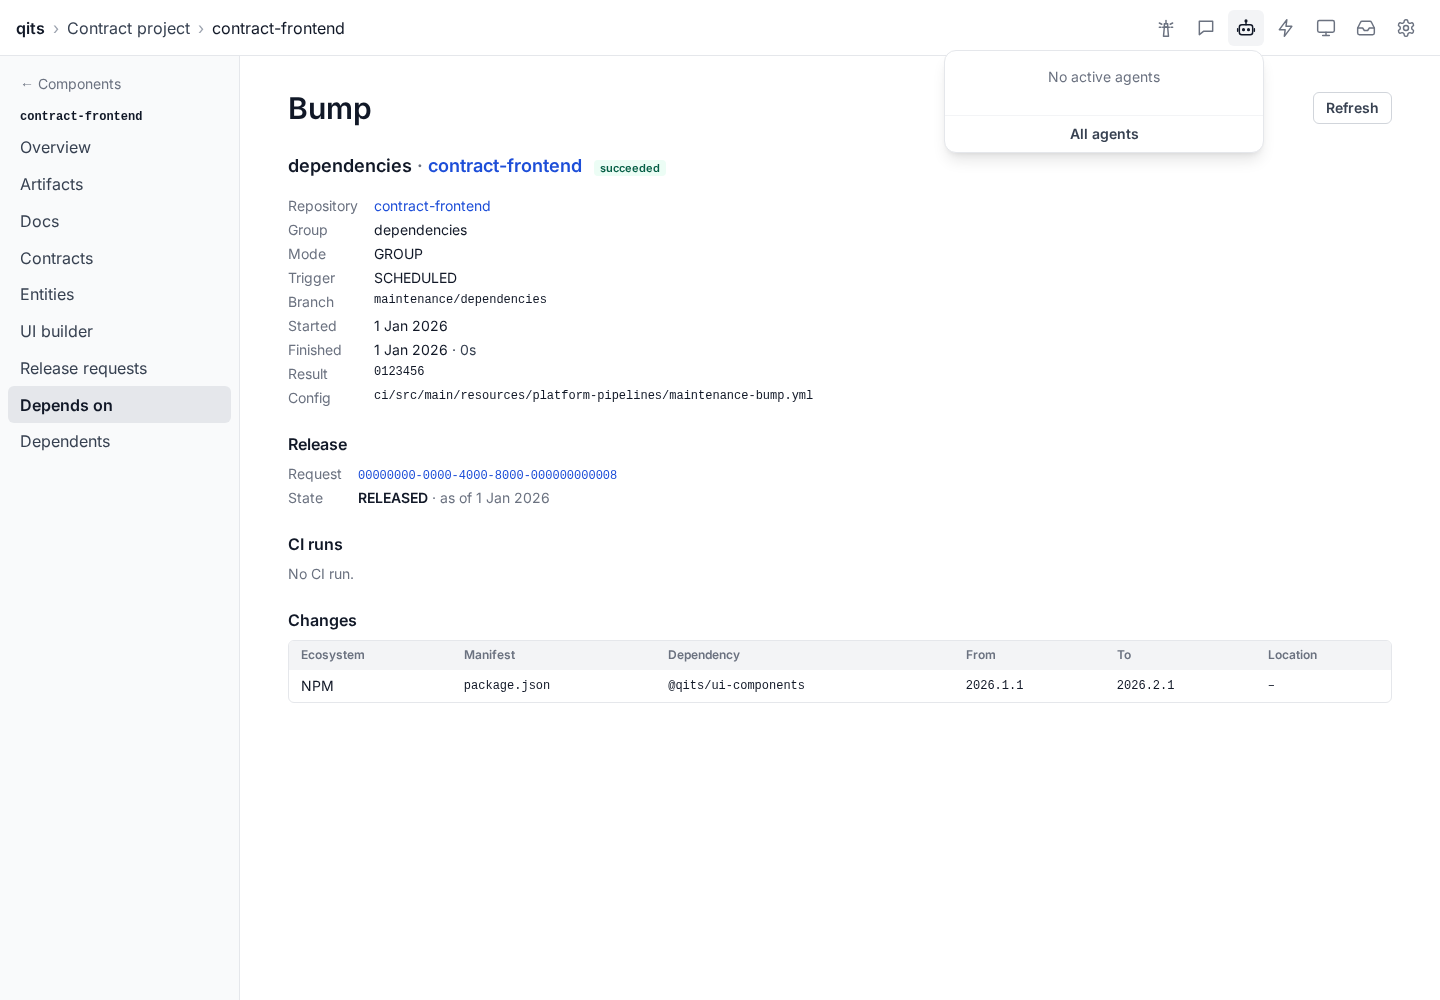 qits › Contract project › contract-frontend
No active agents
All agents
← Components
contract-frontend
Overview
Artifacts
Docs
Contracts
Entities
UI builder
Release requests
Depends on
Dependents
Bump
Refresh
dependencies · contract-frontend succeeded
Repository contract-frontend
Group dependencies
Mode GROUP
Trigger SCHEDULED
Branch maintenance/dependencies
Started 1 Jan 2026
Finished 1 Jan 2026 · 0s
Result 0123456
Config ci/src/main/resources/platform-pipelines/maintenance-bump.yml
Release
Request 00000000-0000-4000-8000-000000000008
State RELEASED · as of 1 Jan 2026
CI runs
No CI run.
Changes
Ecosystem Manifest Dependency From To Location
NPM package.json @qits/ui-components 2026.1.1 2026.2.1 –